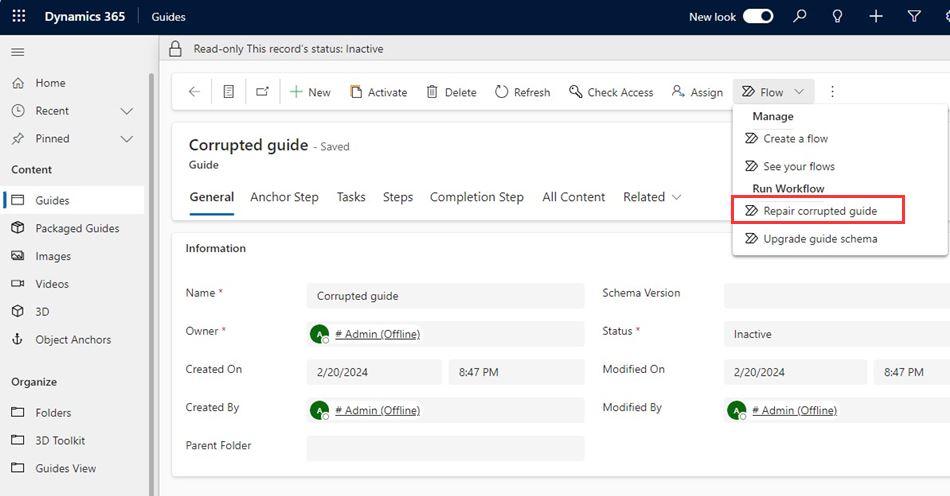 Dynamics 365 Guides New look
Read-only This record's status: Inactive
New Activate Delete Refresh Check Access Assign Flow
Home
Recent
Pinned
Content
Guides
Packaged Guides
Images
Videos
3D
Object Anchors
Organize
Folders
3D Toolkit
Guides View
Manage
Create a flow
See your flows
Run Workflow
Repair corrupted guide
Upgrade guide schema
Corrupted guide - Saved
Guide
General Anchor Step Tasks Steps Completion Step All Content Related
Information
Name * Corrupted guide Schema Version
Owner * A # Admin (Offline) Status * Inactive
Created On 2/20/2024 8:47 PM Modified On 2/20/2024 8:47 PM
Created By A # Admin (Offline) Modified By A # Admin (Offline)
Parent Folder